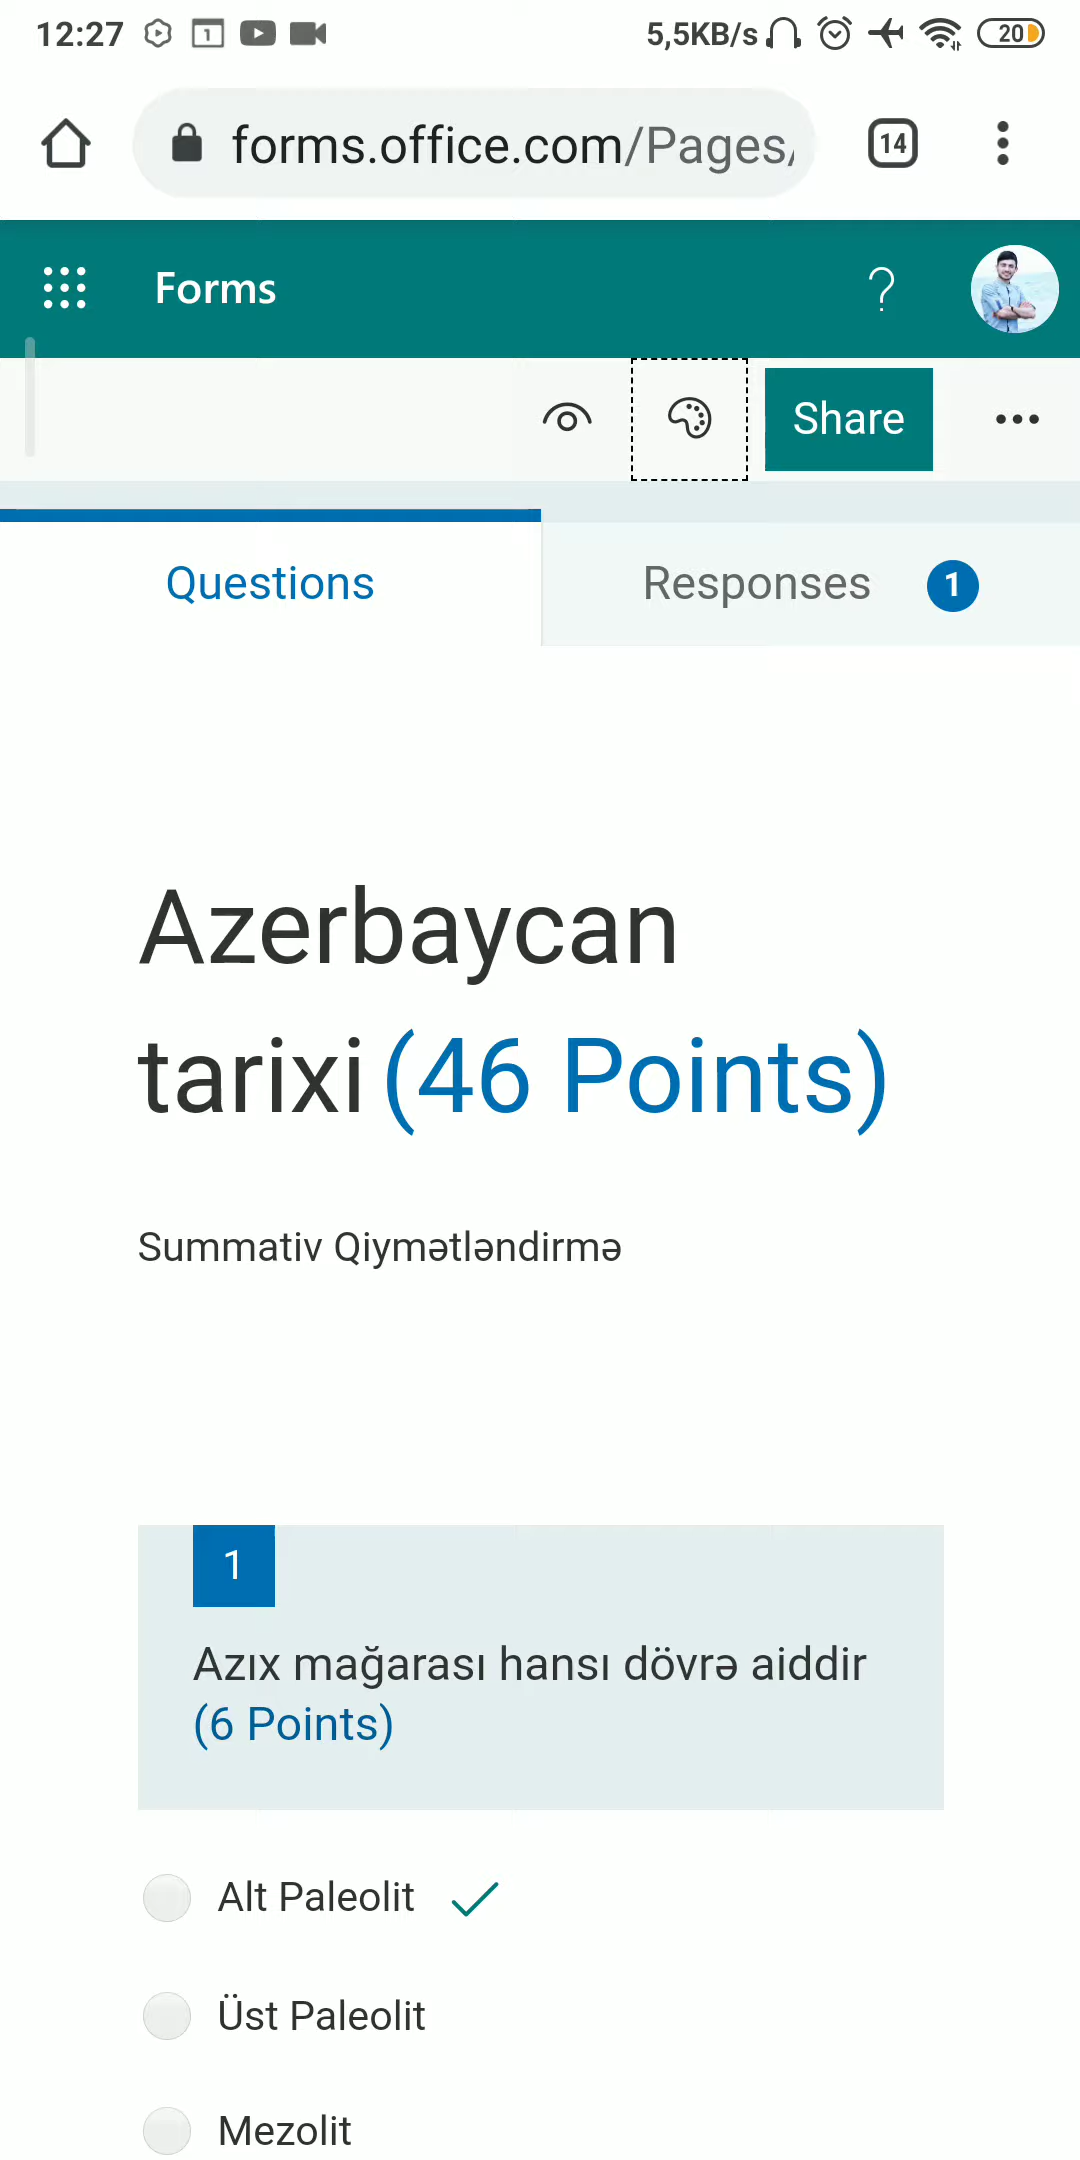 12:27 1 5,5KB/s 20
forms.office.com/Pages/
14
Forms
Share
Questions
Responses 1
Azerbaycan
tarixi (46 Points)
Summativ Qiymətləndirmə
1
Azıx mağarası hansı dövrə aiddir
(6 Points)
Alt Paleolit
Üst Paleolit
Mezolit